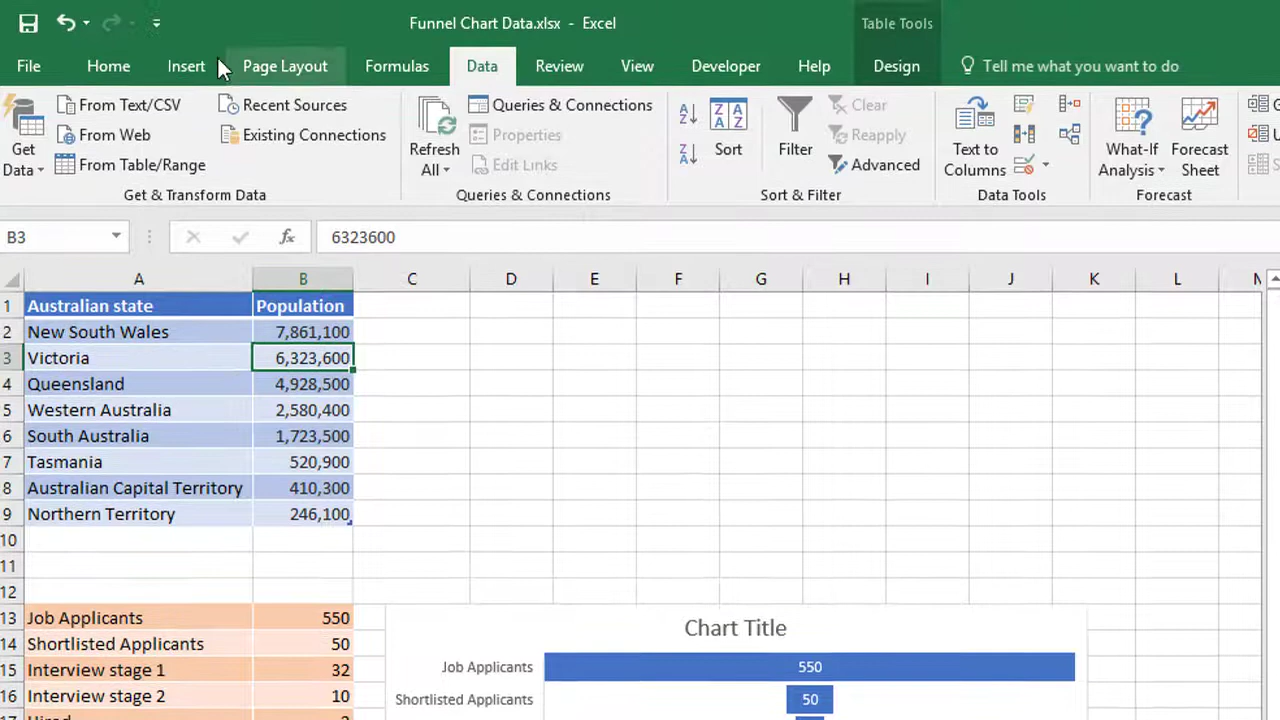 Funnel Chart Data.xlsx - Excel
Table Tools
File Home Insert Page Layout Formulas Data Review View Developer Help Design Tell me what you want to do
Get Data
From Text/CSV
From Web
From Table/Range
Recent Sources
Existing Connections
Get & Transform Data
Refresh All
Queries & Connections
Properties
Edit Links
Queries & Connections
Sort
Filter
Clear
Reapply
Advanced
Sort & Filter
Text to Columns
Data Tools
What-If Analysis
Forecast Sheet
Forecast
B3 fx 6323600
A B C D E F G H I J K L
1 Australian state Population
2 New South Wales 7,861,100
3 Victoria 6,323,600
4 Queensland 4,928,500
5 Western Australia 2,580,400
6 South Australia 1,723,500
7 Tasmania 520,900
8 Australian Capital Territory 410,300
9 Northern Territory 246,100
10
11
12
13 Job Applicants 550
14 Shortlisted Applicants 50
15 Interview stage 1 32
16 Interview stage 2 10
Chart Title
Job Applicants 550
Shortlisted Applicants 50